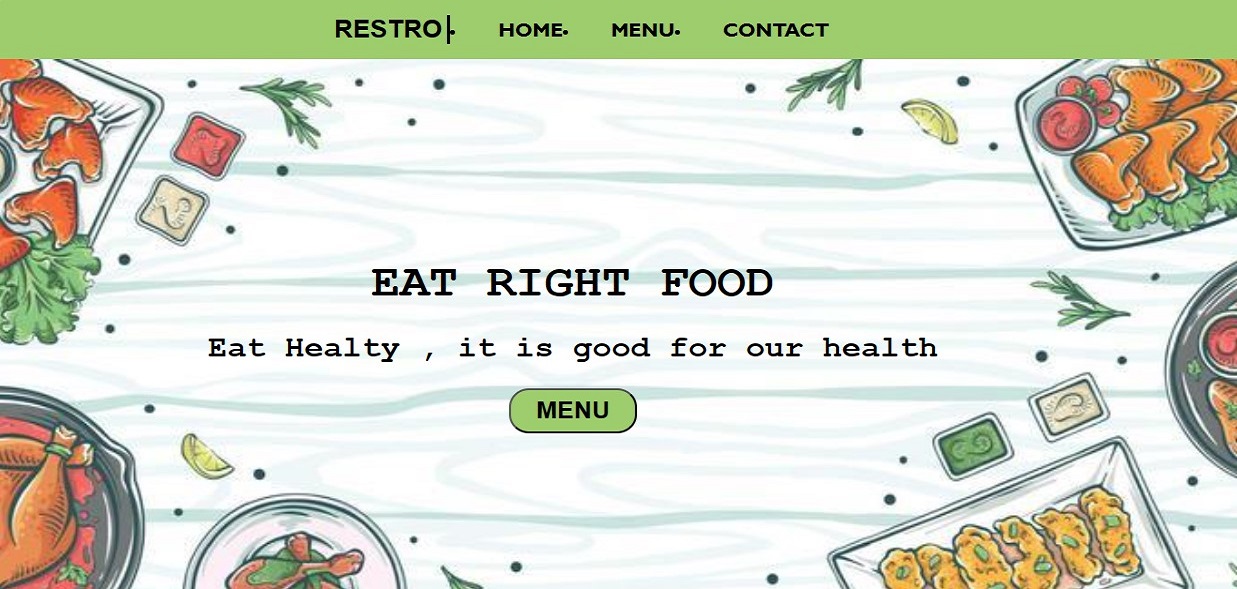 RESTRO HOME MENU CONTACT
EAT RIGHT FOOD
Eat Healty , it is good for our health
MENU